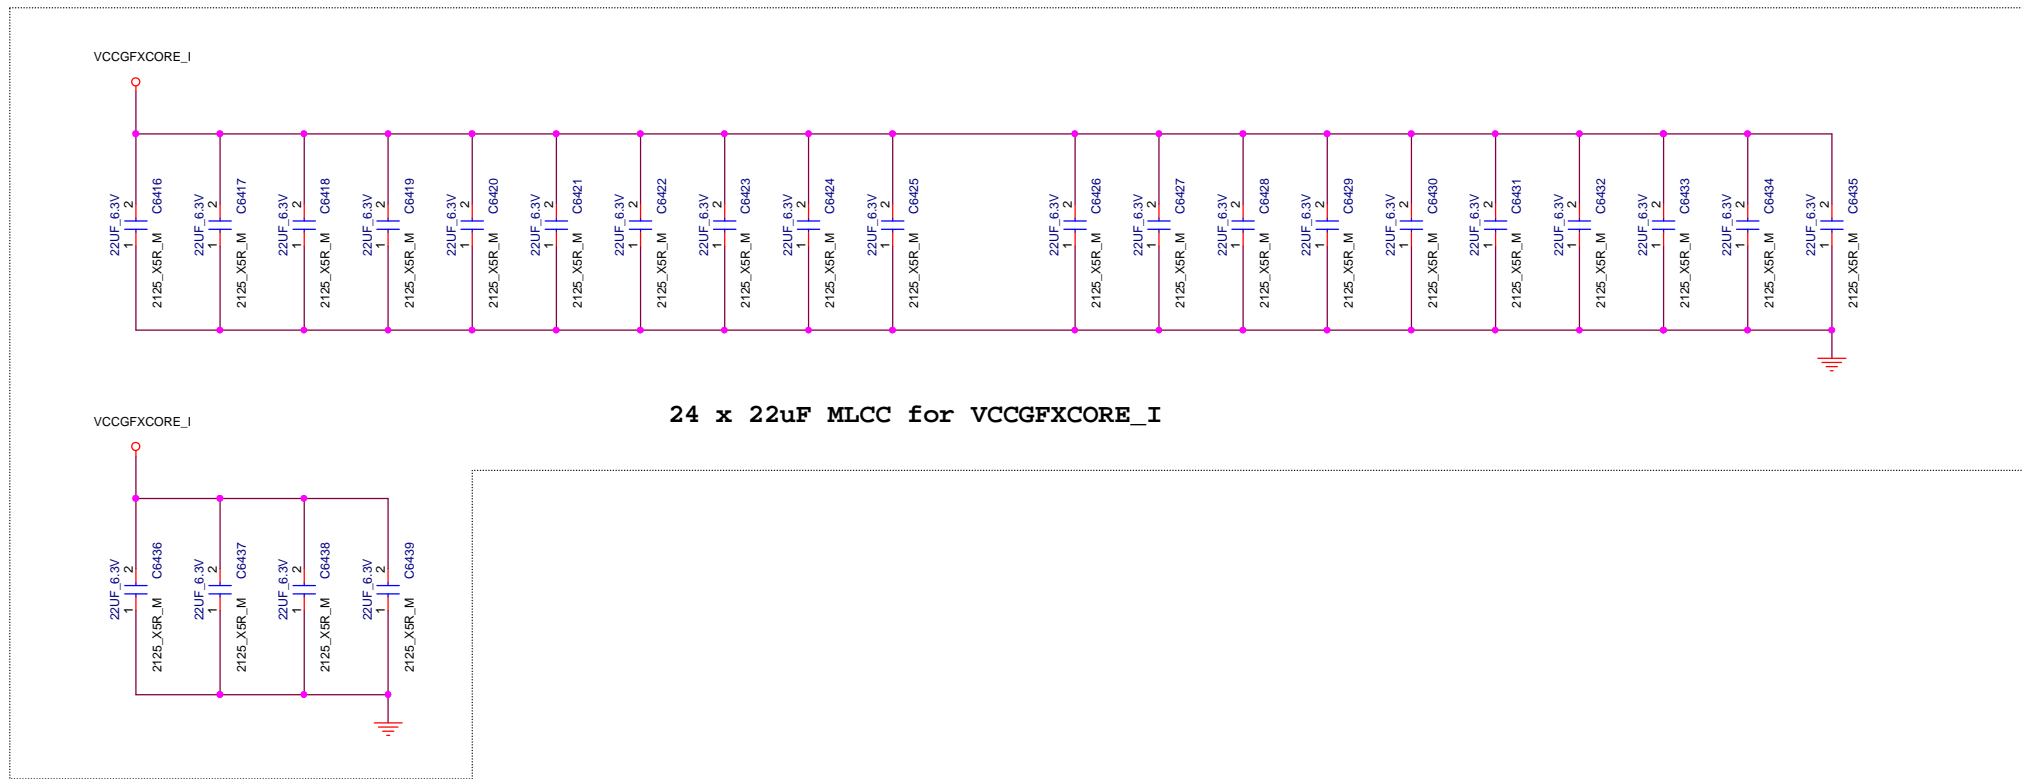 VCCGFXCORE_I
22UF_6.3V 1 2 C6416 2125_X5R_M
22UF_6.3V 1 2 C6417 2125_X5R_M
22UF_6.3V 1 2 C6418 2125_X5R_M
22UF_6.3V 1 2 C6419 2125_X5R_M
22UF_6.3V 1 2 C6420 2125_X5R_M
22UF_6.3V 1 2 C6421 2125_X5R_M
22UF_6.3V 1 2 C6422 2125_X5R_M
22UF_6.3V 1 2 C6423 2125_X5R_M
22UF_6.3V 1 2 C6424 2125_X5R_M
22UF_6.3V 1 2 C6425 2125_X5R_M
22UF_6.3V 1 2 C6426 2125_X5R_M
22UF_6.3V 1 2 C6427 2125_X5R_M
22UF_6.3V 1 2 C6428 2125_X5R_M
22UF_6.3V 1 2 C6429 2125_X5R_M
22UF_6.3V 1 2 C6430 2125_X5R_M
22UF_6.3V 1 2 C6431 2125_X5R_M
22UF_6.3V 1 2 C6432 2125_X5R_M
22UF_6.3V 1 2 C6433 2125_X5R_M
22UF_6.3V 1 2 C6434 2125_X5R_M
22UF_6.3V 1 2 C6435 2125_X5R_M
24 x 22uF MLCC for VCCGFXCORE_I
VCCGFXCORE_I
22UF_6.3V 1 2 C6436 2125_X5R_M
22UF_6.3V 1 2 C6437 2125_X5R_M
22UF_6.3V 1 2 C6438 2125_X5R_M
22UF_6.3V 1 2 C6439 2125_X5R_M